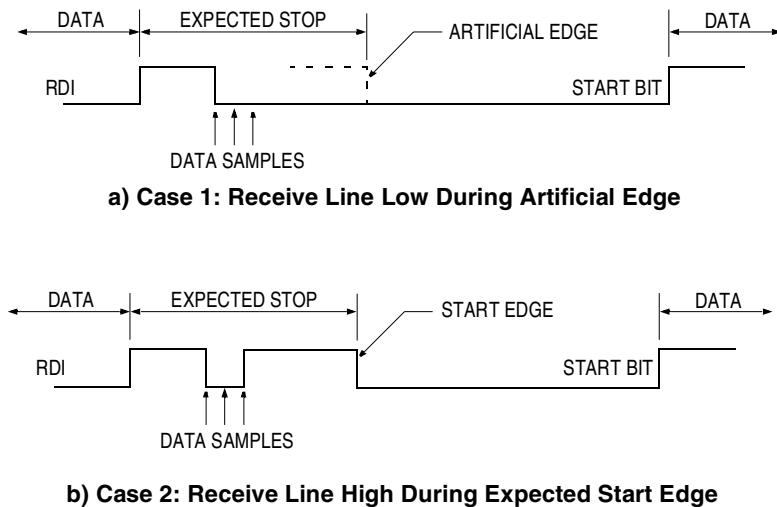 DATA EXPECTED STOP ARTIFICIAL EDGE DATA
RDI START BIT
DATA SAMPLES
a) Case 1: Receive Line Low During Artificial Edge
DATA EXPECTED STOP START EDGE DATA
RDI START BIT
DATA SAMPLES
b) Case 2: Receive Line High During Expected Start Edge